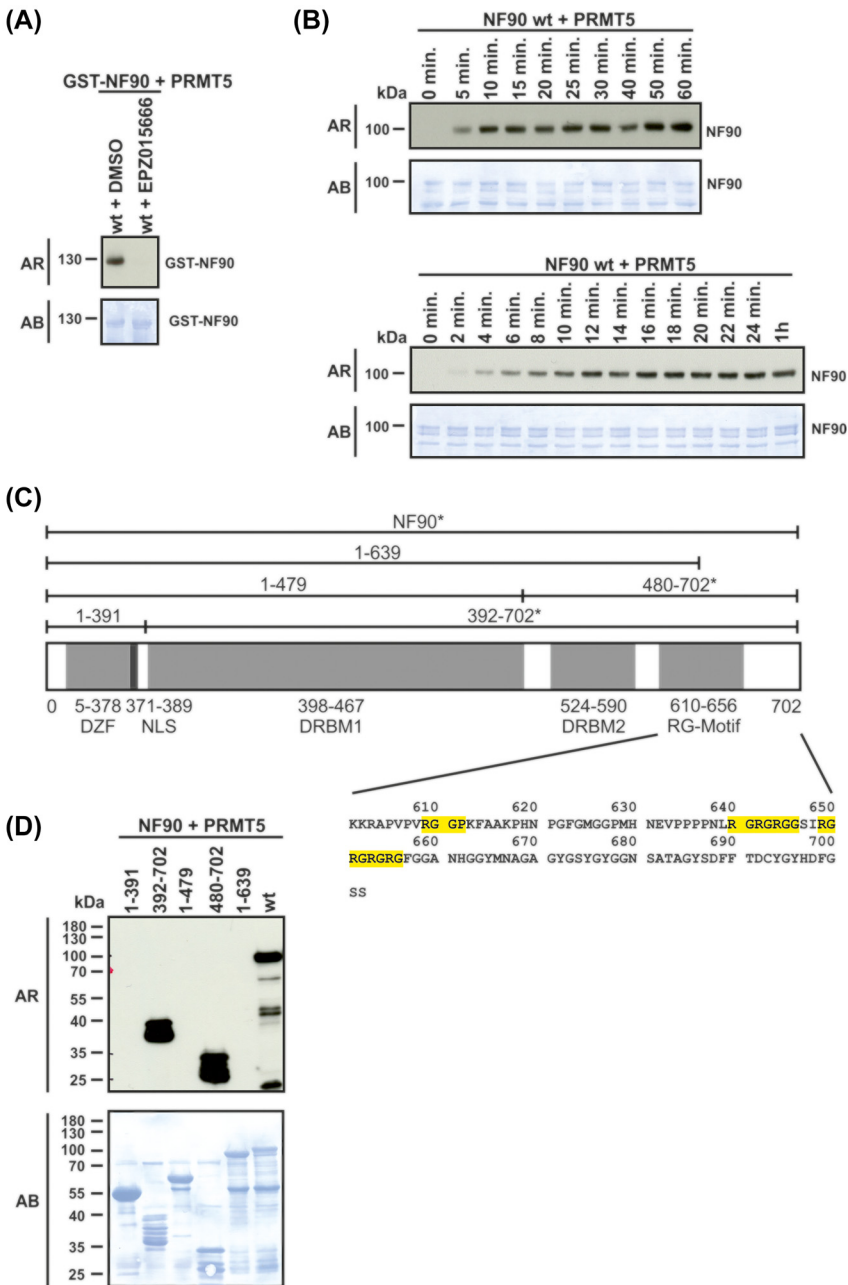 (A)
GST-NF90 + PRMT5
wt + DMSO
wt + EPZ015666
AR
130
GST-NF90
AB
130
GST-NF90
(B)
NF90 wt + PRMT5
0 min.
5 min.
10 min.
15 min.
20 min.
25 min.
30 min.
40 min.
50 min.
60 min.
kDa
AR
100
NF90
AB
100
NF90
NF90 wt + PRMT5
0 min.
2 min.
4 min.
6 min.
8 min.
10 min.
12 min.
14 min.
16 min.
18 min.
20 min.
22 min.
24 min.
1h
kDa
AR
100
NF90
AB
100
NF90
(C)
NF90*
1-639
1-479 480-702*
1-391 392-702*
0 5-378 371-389 398-467 524-590 610-656 702
DZF NLS DRBM1 DRBM2 RG-Motif
610 620 630 640 650
KKRAPVPVRG GPKFAAKPHN PGFGMGGPMH NEVPPPPNLR GRGRGGSIRG
660 670 680 690 700
RGRGRGFGGA NHGGYMNAGA GYGSYGYGGN SATAGYSDFF TDCYGYHDFG
SS
(D)
NF90 + PRMT5
1-391
392-702
1-479
480-702
1-639
wt
kDa
AR
180
130
100
70
55
40
35
25
AB
180
130
100
70
55
40
35
25